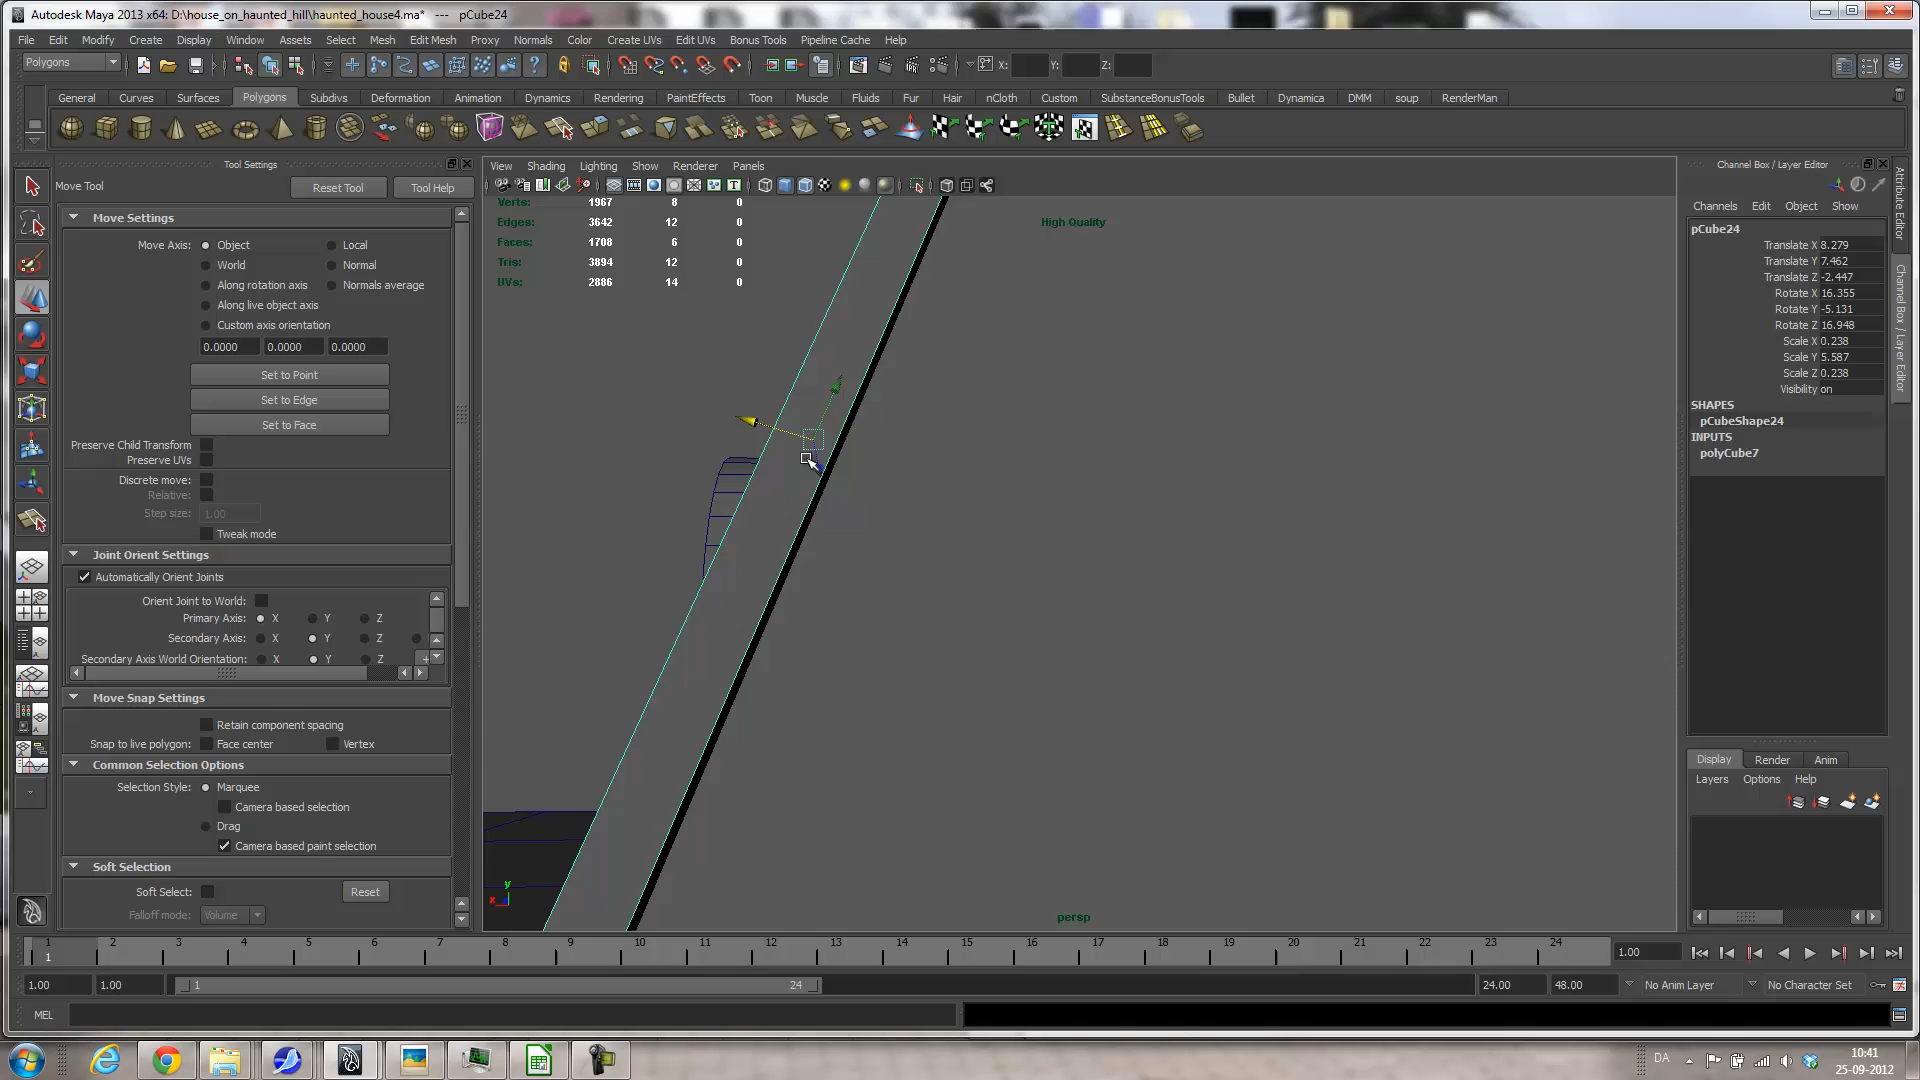 Autodesk Maya 2013 x64: D:\house_on_haunted_hill\haunted_house4.ma*   ---   pCube24
File Edit Modify Create Display Window Assets Select Mesh Edit Mesh Proxy Normals Color Create UVs Edit UVs Bonus Tools Pipeline Cache Help
Polygons X: Y: Z:
General Curves Surfaces Polygons Subdivs Deformation Animation Dynamics Rendering PaintEffects Toon Muscle Fluids Fur Hair nCloth Custom SubstanceBonusTools Bullet Dynamica DMM soup RenderMan
Tool Settings
Move Tool Reset Tool Tool Help
Move Settings
Move Axis: Object Local
World Normal
Along rotation axis Normals average
Along live object axis
Custom axis orientation
0.0000 0.0000 0.0000
Set to Point
Set to Edge
Set to Face
Preserve Child Transform
Preserve UVs
Discrete move:
Relative:
Step size: 1.00
Tweak mode
Joint Orient Settings
Automatically Orient Joints
Orient Joint to World:
Primary Axis: X Y Z
Secondary Axis: X Y Z
Secondary Axis World Orientation: X Y Z +
Move Snap Settings
Retain component spacing
Snap to live polygon: Face center Vertex
Common Selection Options
Selection Style: Marquee
Camera based selection
Drag
Camera based paint selection
Soft Selection
Soft Select: Reset
Falloff mode: Volume
View Shading Lighting Show Renderer Panels
Verts: 1967 8 0
Edges: 3642 12 0
Faces: 1708 6 0
Tris: 3894 12 0
UVs: 2886 14 0
High Quality
y
x
persp
Channel Box / Layer Editor
Channels Edit Object Show
pCube24
Translate X 8.279
Translate Y 7.462
Translate Z -2.447
Rotate X 16.355
Rotate Y -5.131
Rotate Z 16.948
Scale X 0.238
Scale Y 5.587
Scale Z 0.238
Visibility on
SHAPES
pCubeShape24
INPUTS
polyCube7
Attribute Editor
Channel Box / Layer Editor
Display Render Anim
Layers Options Help
1 2 3 4 5 6 7 8 9 10 11 12 13 14 15 16 17 18 19 20 21 22 23 24
1 1.00
1.00 1.00 1 24 24.00 48.00 No Anim Layer No Character Set
MEL
DA 10:41
25-09-2012